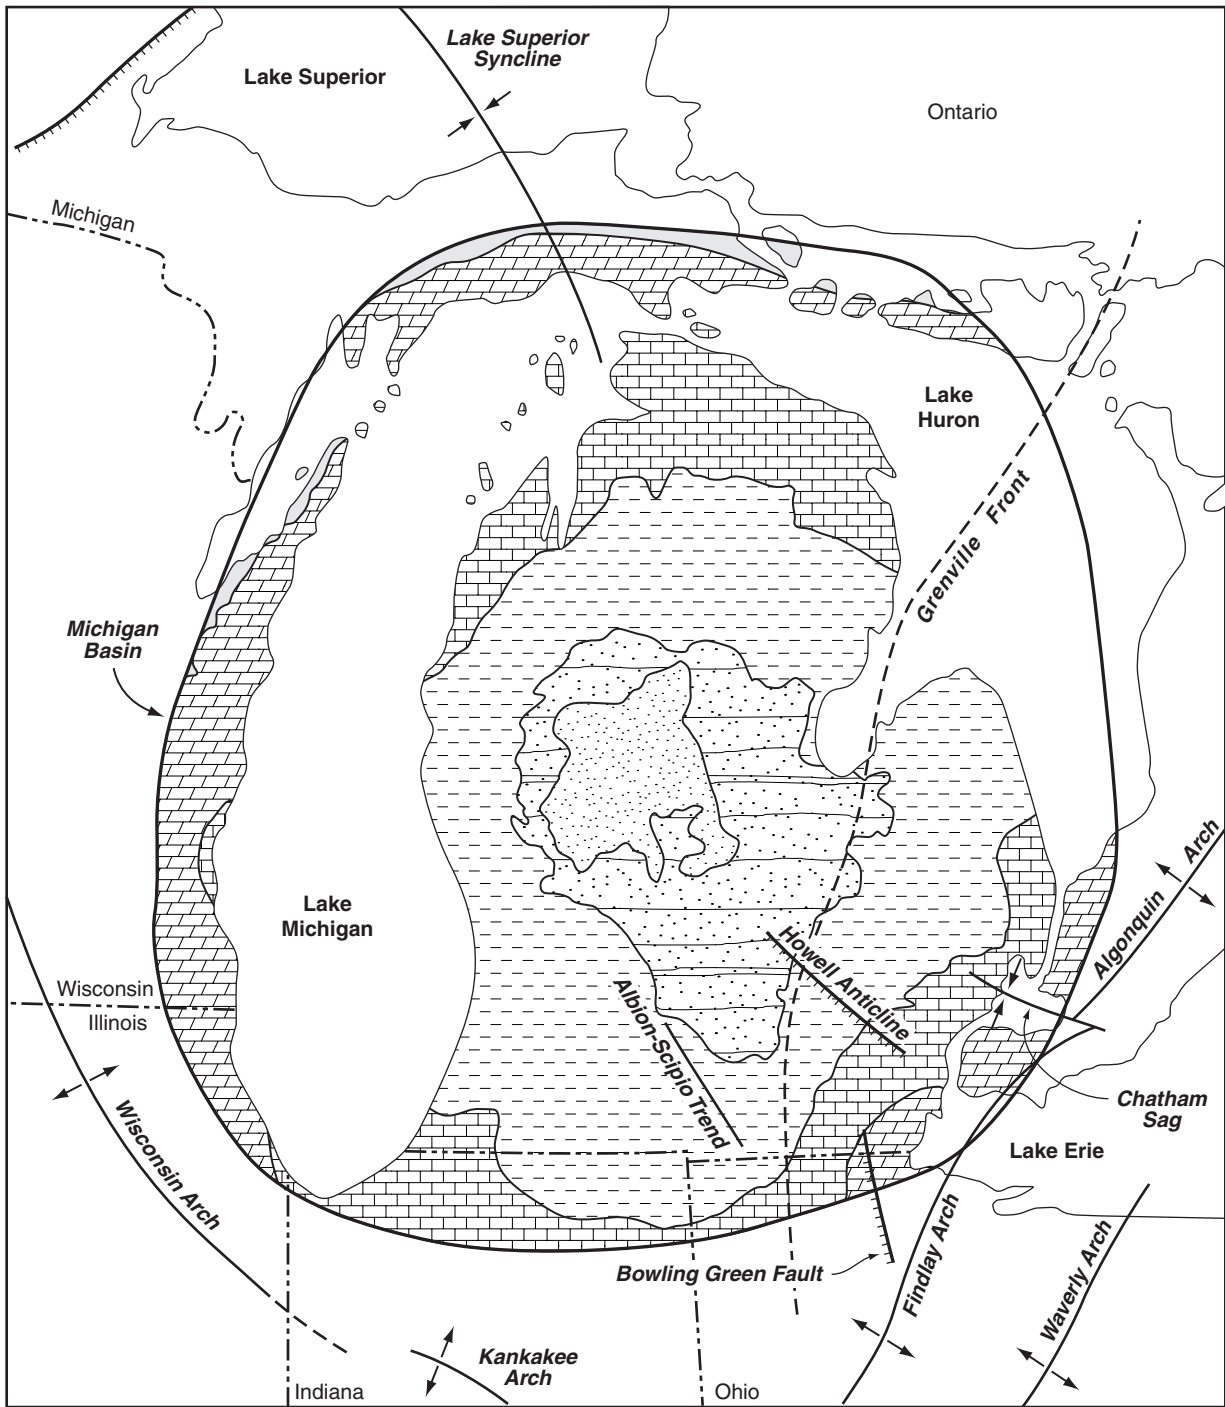 Lake Superior
Syncline
Lake Superior
Ontario
Michigan
Lake
Huron
Grenville Front
Michigan
Basin
Lake
Michigan
Algonquin Arch
Howell Anticline
Albion-Scipio Trend
Wisconsin
Illinois
Wisconsin Arch
Chatham
Sag
Lake Erie
Findlay Arch
Bowling Green Fault
Waverly Arch
Kankakee
Arch
Indiana
Ohio